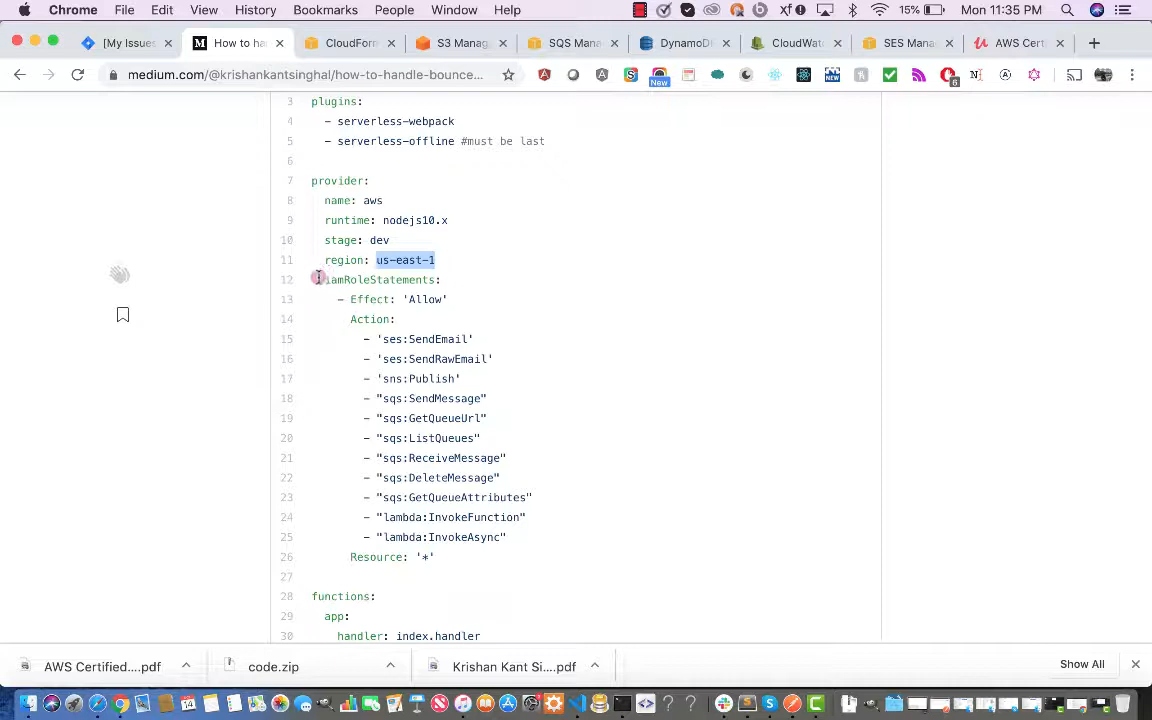 Chrome File Edit View History Bookmarks People Window Help 15% Mon 11:35 PM
[My Issues How to ha CloudForm S3 Manag SQS Mana DynamoD CloudWat SES Mana AWS Cert
medium.com/@krishankantsinghal/how-to-handle-bounce...
New
6
3 plugins:
4 - serverless-webpack
5 - serverless-offline #must be last
6
7 provider:
8 name: aws
9 runtime: nodejs10.x
10 stage: dev
11 region: us-east-1
12 iamRoleStatements:
13 - Effect: 'Allow'
14 Action:
15 - 'ses:SendEmail'
16 - 'ses:SendRawEmail'
17 - 'sns:Publish'
18 - "sqs:SendMessage"
19 - "sqs:GetQueueUrl"
20 - "sqs:ListQueues"
21 - "sqs:ReceiveMessage"
22 - "sqs:DeleteMessage"
23 - "sqs:GetQueueAttributes"
24 - "lambda:InvokeFunction"
25 - "lambda:InvokeAsync"
26 Resource: '*'
27
28 functions:
29 app:
30 handler: index.handler
AWS Certified....pdf code.zip Krishan Kant Si....pdf Show All